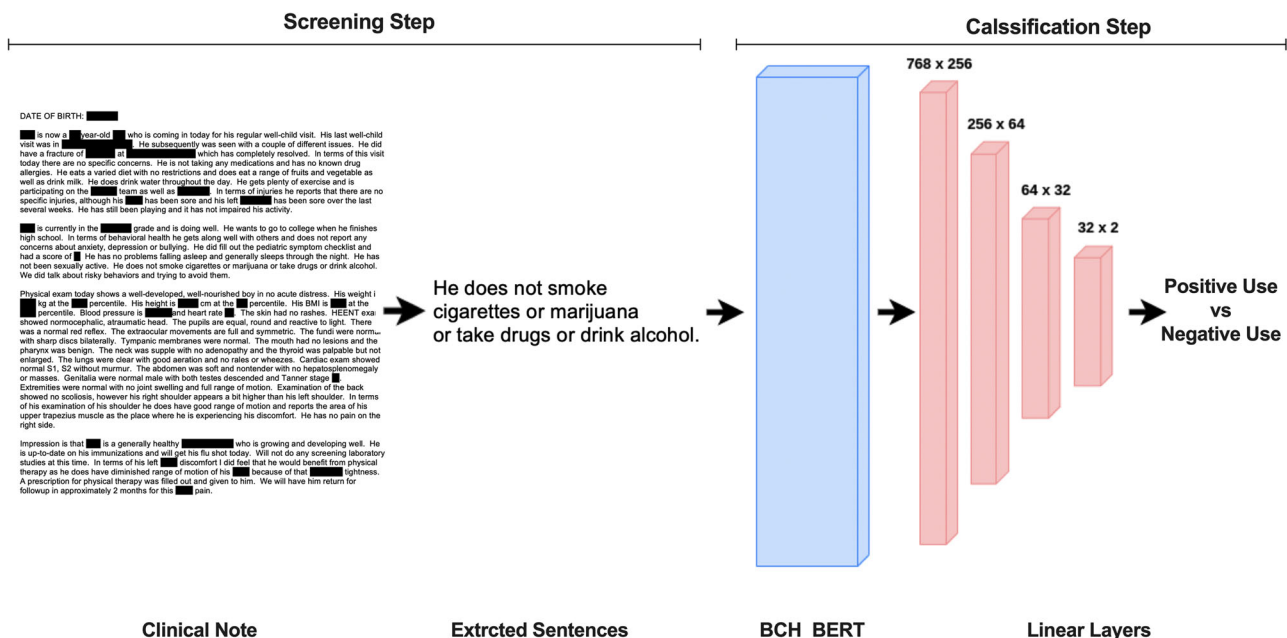 Screening Step
Calssification Step
DATE OF BIRTH:
is now a year-old who is coming in today for his regular well-child visit. His last well-child
visit was in . He subsequently was seen with a couple of different issues. He did
have a fracture of at which has completely resolved. In terms of this visit
today there are no specific concerns. He is not taking any medications and has no known drug
allergies. He eats a varied diet with no restrictions and does eat a range of fruits and vegetable as
well as drink milk. He does drink water throughout the day. He gets plenty of exercise and is
participating on the team as well as . In terms of injuries he reports that there are no
specific injuries, although his has been sore and his left has been sore over the last
several weeks. He has still been playing and it has not impaired his activity.
is currently in the grade and is doing well. He wants to go to college when he finishes
high school. In terms of behavioral health he gets along well with others and does not report any
concerns about anxiety, depression or bullying. He did fill out the pediatric symptom checklist and
had a score of . He has no problems falling asleep and generally sleeps through the night. He has
not been sexually active. He does not smoke cigarettes or marijuana or take drugs or drink alcohol.
We did talk about risky behaviors and trying to avoid them.
Physical exam today shows a well-developed, well-nourished boy in no acute distress. His weight i
kg at the percentile. His height is cm at the percentile. His BMI is at the
percentile. Blood pressure is and heart rate . The skin had no rashes. HEENT exa
showed normocephalic, atraumatic head. The pupils are equal, round and reactive to light. There
was a normal red reflex. The extraocular movements are full and symmetric. The fundi were
with sharp discs bilaterally. Tympanic membranes were normal. The mouth had no lesions and the
pharynx was benign. The neck was supple with no adenopathy and the thyroid was palpable but not
enlarged. The lungs were clear with good aeration and no rales or wheezes. Cardiac exam showed
normal S1, S2 without murmur. The abdomen was soft and nontender with no hepatosplenomegaly
or masses. Genitalia were normal male with both testes descended and Tanner stage .
Extremities were normal with no joint swelling and full range of motion. Examination of the back
showed no scoliosis, however his right shoulder appears a bit higher than his left shoulder. In terms
of his examination of his shoulder he does have good range of motion and reports the area of his
upper trapezius muscle as the place where he is experiencing his discomfort. He has no pain on the
right side.
Impression is that is a generally healthy who is growing and developing well. He
is up-to-date on his immunizations and will get his flu shot today. Will not do any screening laboratory
studies at this time. In terms of his left discomfort I did feel that he would benefit from physical
therapy as he does have diminished range of motion of his because of that tightness.
A prescription for physical therapy was filled out and given to him. We will have him return for
followup in approximately 2 months for this pain.
He does not smoke
cigarettes or marijuana
or take drugs or drink alcohol.
768 x 256
256 x 64
64 x 32
32 x 2
Positive Use
vs
Negative Use
Clinical Note
Extrcted Sentences
BCH_BERT
Linear Layers